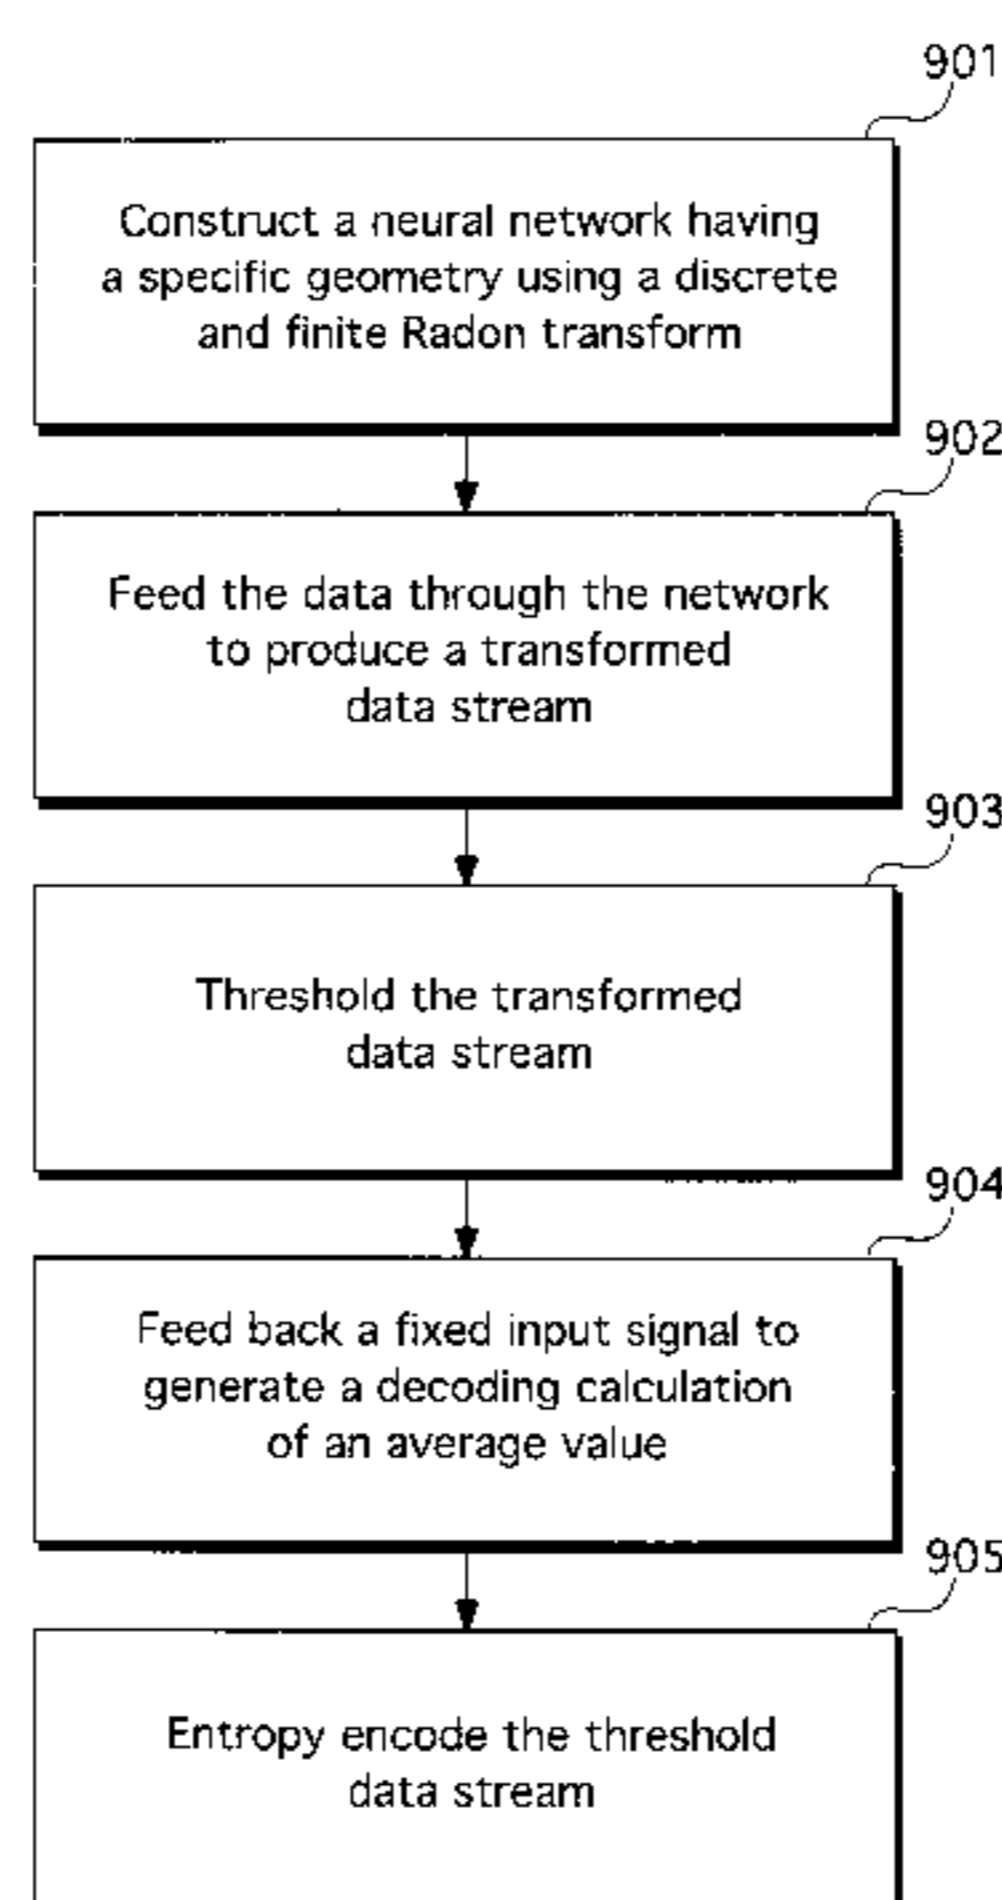 901
Construct a neural network having
a specific geometry using a discrete
and finite Radon transform
902
Feed the data through the network
to produce a transformed
data stream
903
Threshold the transformed
data stream
904
Feed back a fixed input signal to
generate a decoding calculation
of an average value
905
Entropy encode the threshold
data stream